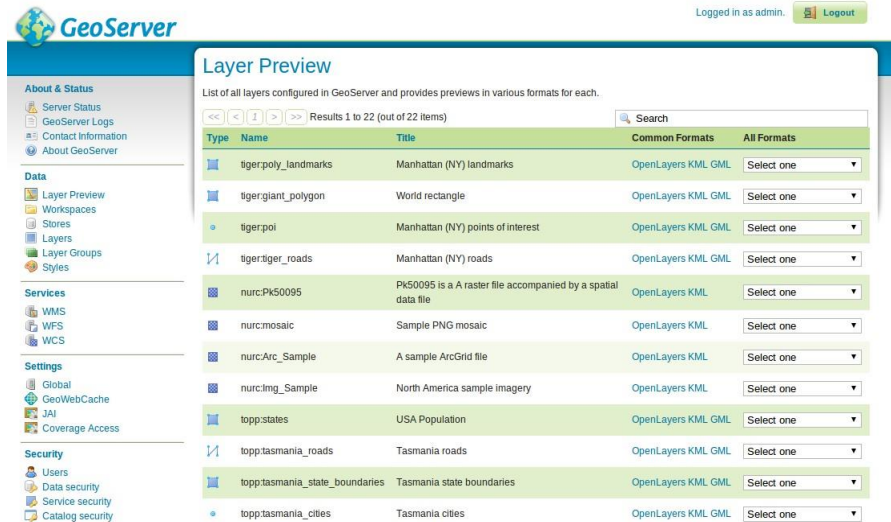 GeoServer
Logged in as admin.
Logout
About & Status
Server Status
GeoServer Logs
Contact Information
About GeoServer
Data
Layer Preview
Workspaces
Stores
Layers
Layer Groups
Styles
Services
WMS
WFS
WCS
Settings
Global
GeoWebCache
JAI
Coverage Access
Security
Users
Data security
Service security
Catalog security
Layer Preview
List of all layers configured in GeoServer and provides previews in various formats for each.
<< < 1 > >> Results 1 to 22 (out of 22 items) Search
Type Name Title Common Formats All Formats
tiger:poly_landmarks Manhattan (NY) landmarks OpenLayers KML GML Select one
tiger:giant_polygon World rectangle OpenLayers KML GML Select one
tiger:poi Manhattan (NY) points of interest OpenLayers KML GML Select one
tiger:tiger_roads Manhattan (NY) roads OpenLayers KML GML Select one
nurc:Pk50095 Pk50095 is a A raster file accompanied by a spatial data file OpenLayers KML Select one
nurc:mosaic Sample PNG mosaic OpenLayers KML Select one
nurc:Arc_Sample A sample ArcGrid file OpenLayers KML Select one
nurc:Img_Sample North America sample imagery OpenLayers KML Select one
topp:states USA Population OpenLayers KML GML Select one
topp:tasmania_roads Tasmania roads OpenLayers KML GML Select one
topp:tasmania_state_boundaries Tasmania state boundaries OpenLayers KML GML Select one
topp:tasmania_cities Tasmania cities OpenLayers KML GML Select one